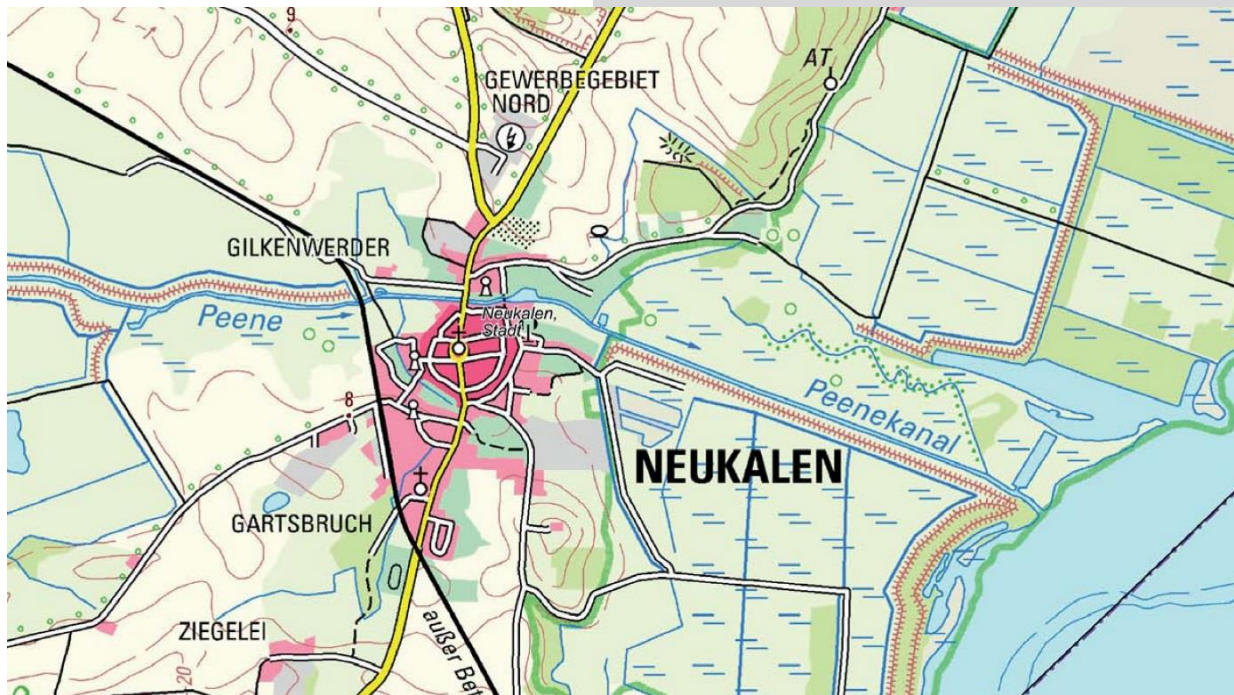 9
AT
GEWERBEGEBIET
NORD
GILKENWERDER
Peene
Neukalen,
Stadt
Peenekanal
8
NEUKALEN
GARTSBRUCH
ZIEGELEI
20
außer Bet